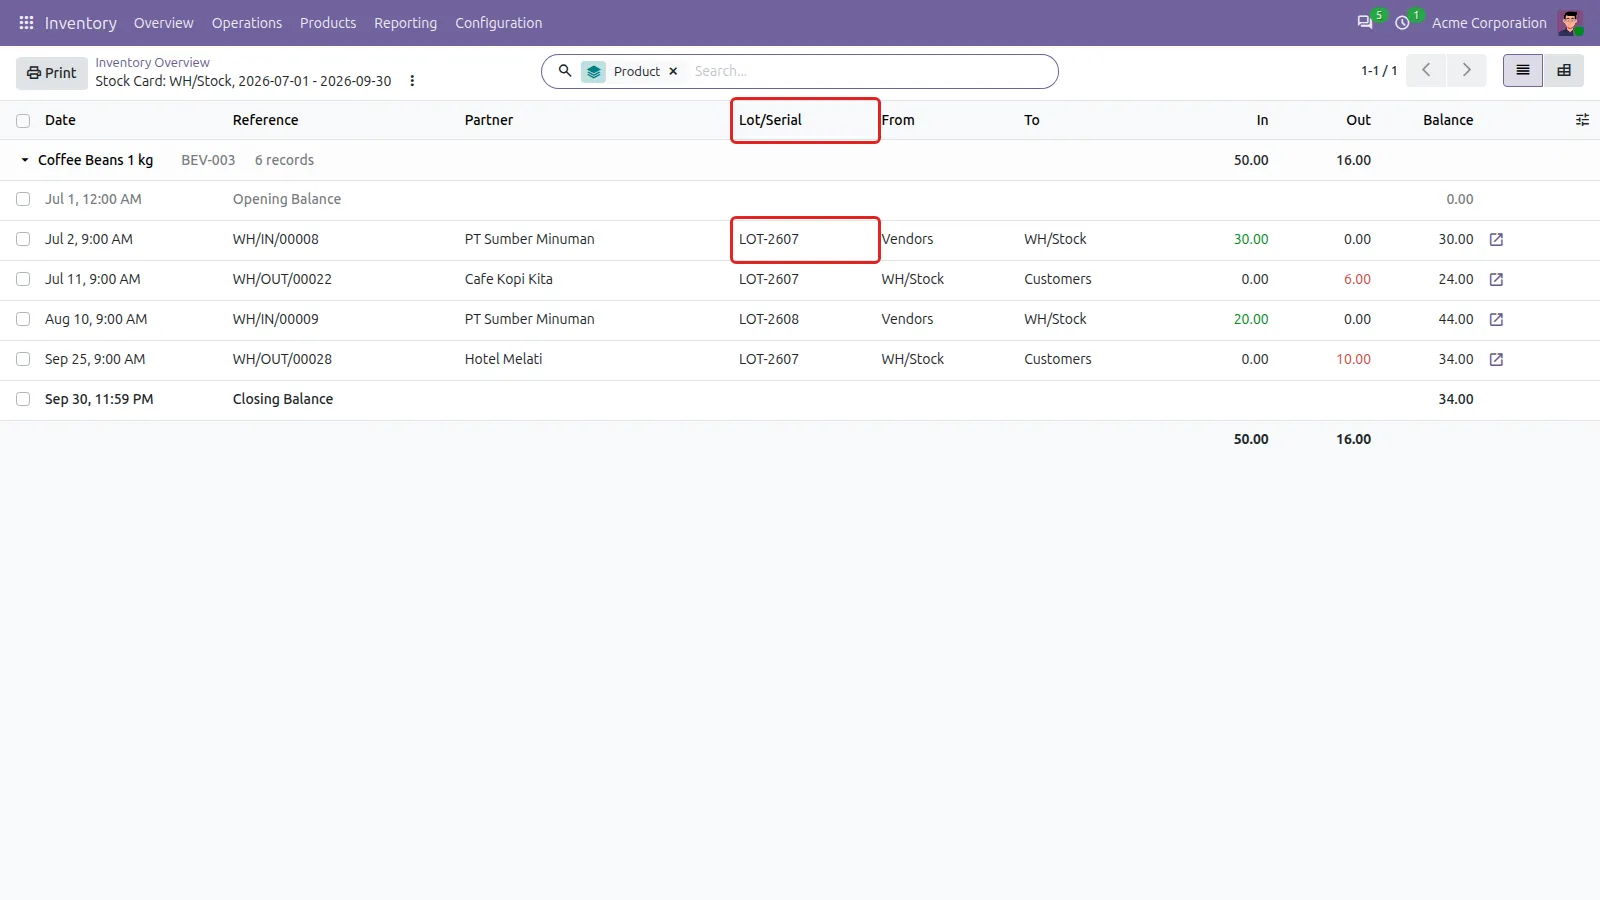 Inventory Overview Operations Products Reporting Configuration 5 1 Acme Corporation
Print Inventory Overview Product Search... 1-1 / 1
Stock Card: WH/Stock, 2026-07-01 - 2026-09-30
Date Reference Partner Lot/Serial From To In Out Balance
Coffee Beans 1 kg BEV-003 6 records 50.00 16.00
Jul 1, 12:00 AM Opening Balance 0.00
Jul 2, 9:00 AM WH/IN/00008 PT Sumber Minuman LOT-2607 Vendors WH/Stock 30.00 0.00 30.00
Jul 11, 9:00 AM WH/OUT/00022 Cafe Kopi Kita LOT-2607 WH/Stock Customers 0.00 6.00 24.00
Aug 10, 9:00 AM WH/IN/00009 PT Sumber Minuman LOT-2608 Vendors WH/Stock 20.00 0.00 44.00
Sep 25, 9:00 AM WH/OUT/00028 Hotel Melati LOT-2607 WH/Stock Customers 0.00 10.00 34.00
Sep 30, 11:59 PM Closing Balance 34.00
50.00 16.00